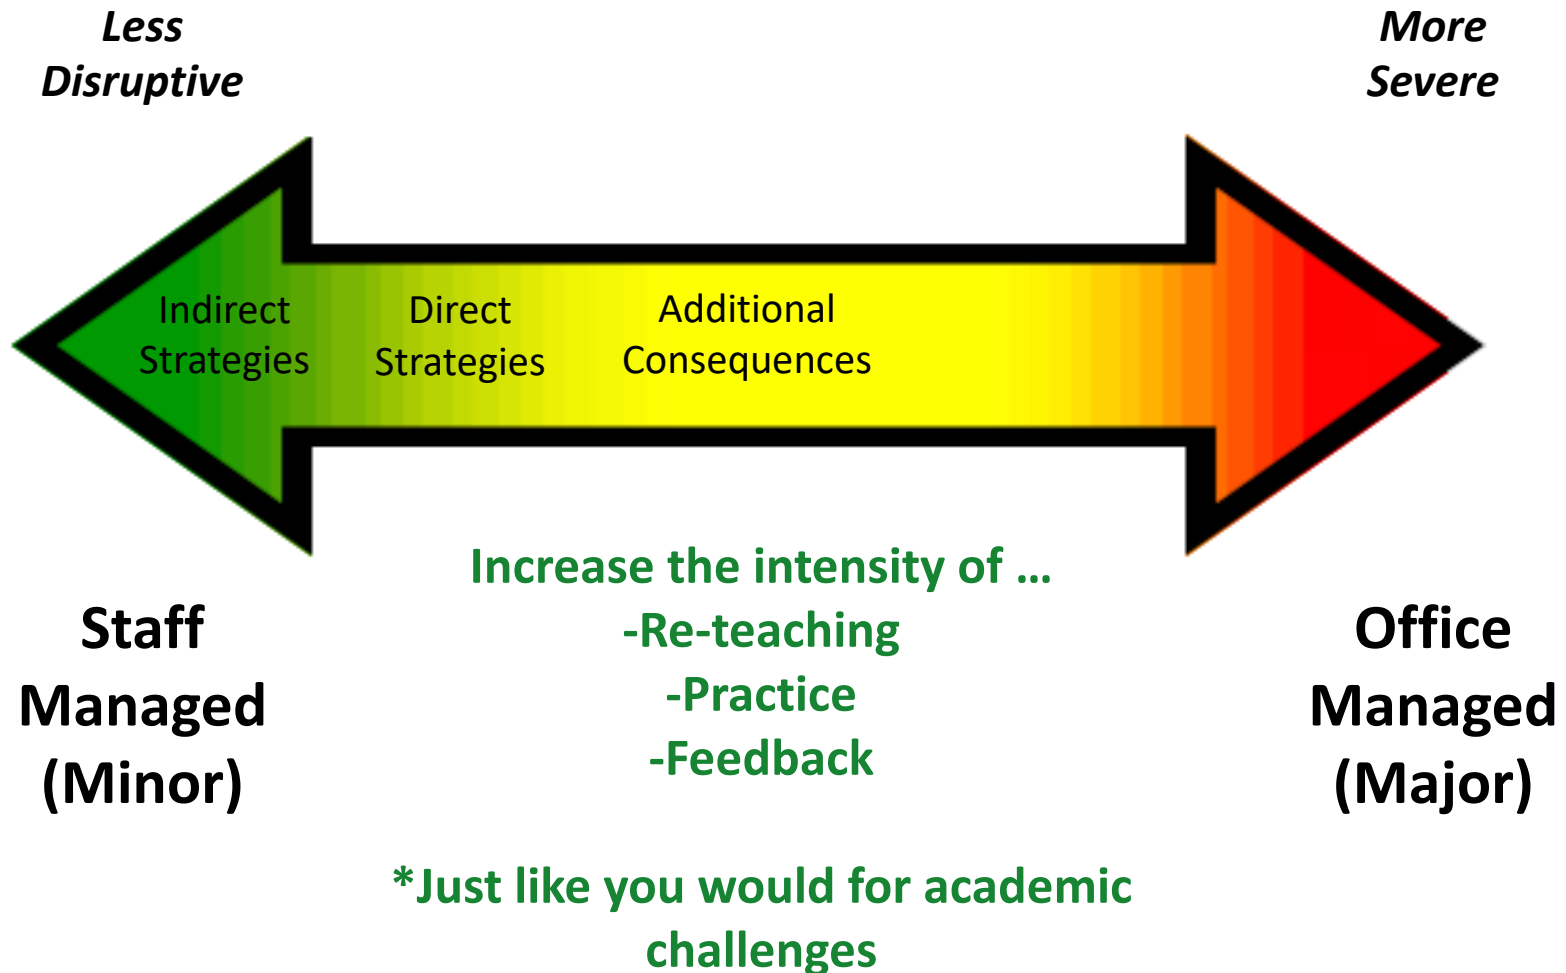 Less
Disruptive
More
Severe
Indirect
Strategies
Direct
Strategies
Additional
Consequences
Staff
Managed
(Minor)
Increase the intensity of …
-Re-teaching
-Practice
-Feedback
*Just like you would for academic
challenges
Office
Managed
(Major)